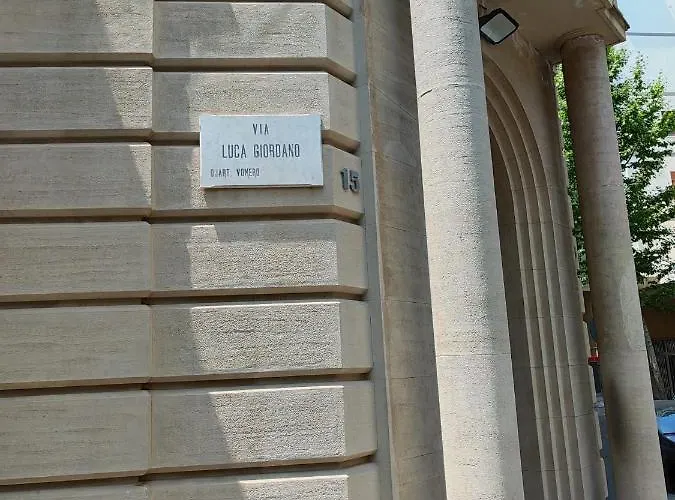 VIA
LUCA GIORDANO
QUART. VOMERO
15